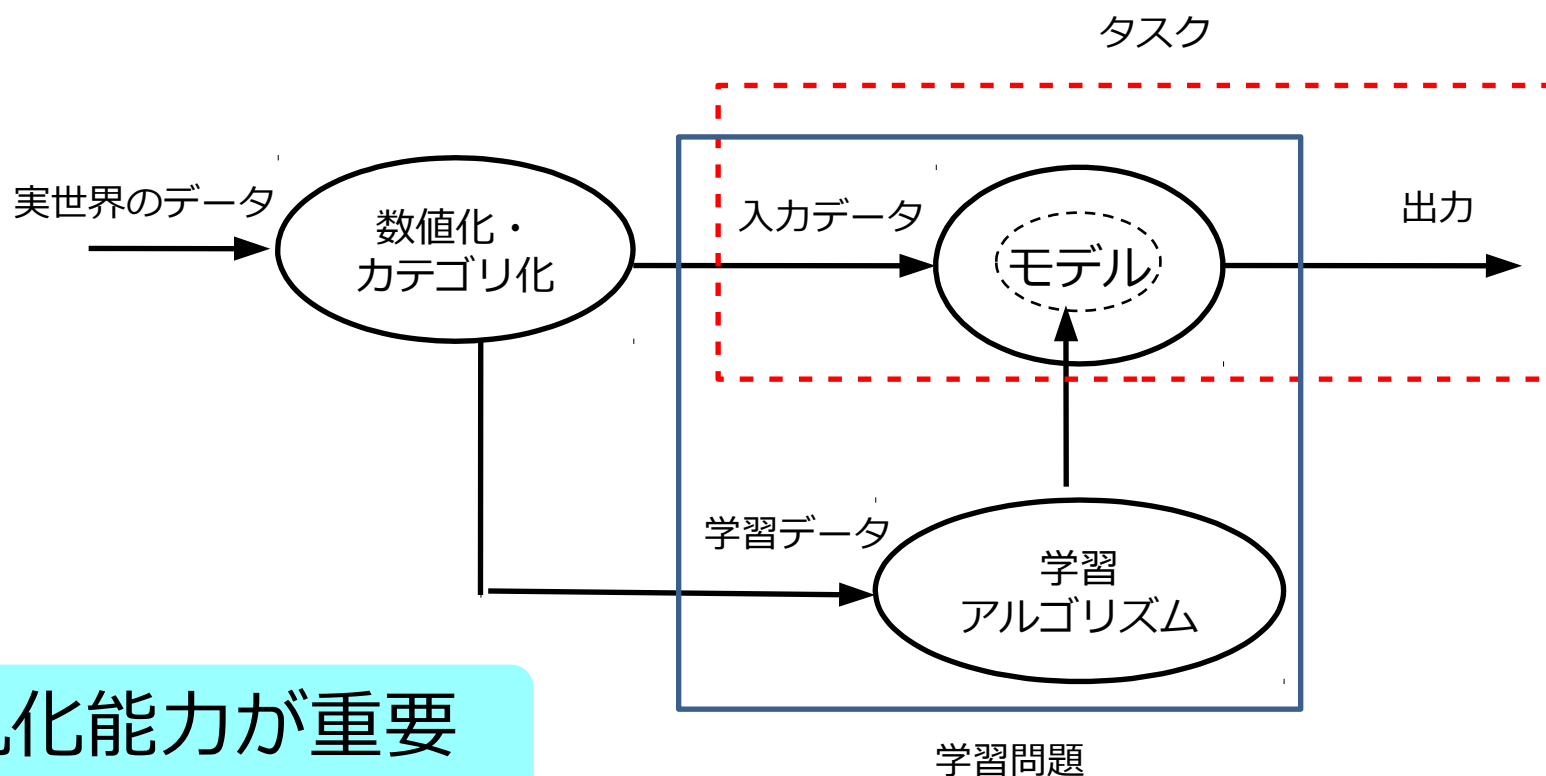 タスク
実世界のデータ
数値化・
カテゴリ化
入力データ
モデル
出力
学習データ
学習
アルゴリズム
化能力が重要
学習問題